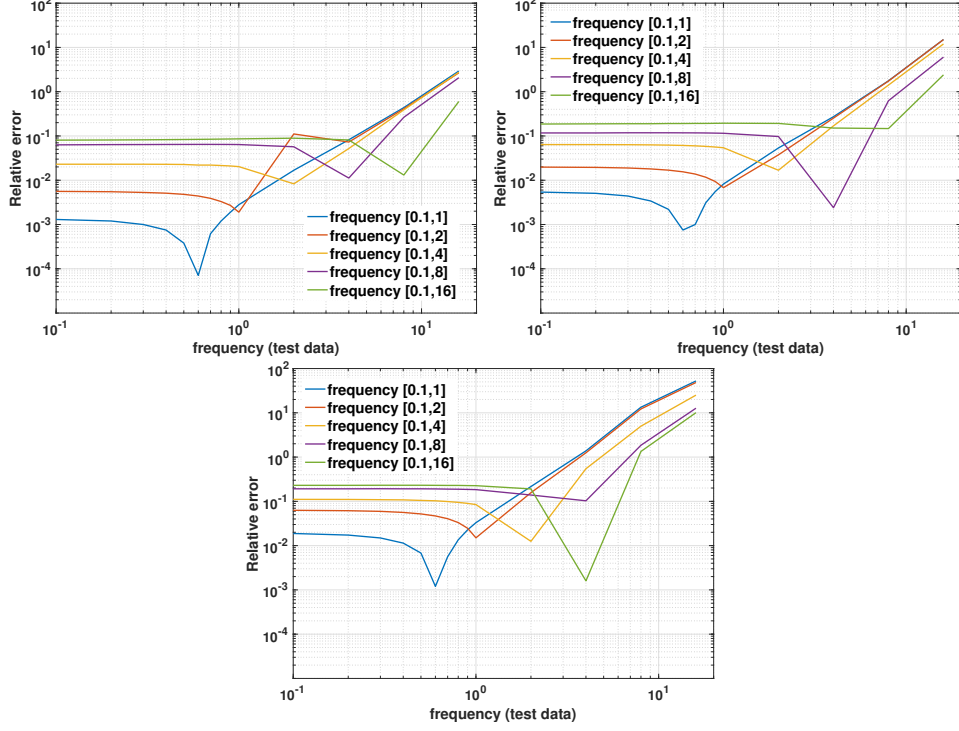 10^2
10^1
10^0
10^-1
10^-2
10^-3
10^-4
Relative error
frequency [0.1,1]
frequency [0.1,2]
frequency [0.1,4]
frequency [0.1,8]
frequency [0.1,16]
10^-1
10^0
10^1
frequency (test data)
10^2
10^1
10^0
10^-1
10^-2
10^-3
10^-4
Relative error
frequency [0.1,1]
frequency [0.1,2]
frequency [0.1,4]
frequency [0.1,8]
frequency [0.1,16]
10^-1
10^0
10^1
frequency (test data)
10^2
10^1
10^0
10^-1
10^-2
10^-3
10^-4
Relative error
frequency [0.1,1]
frequency [0.1,2]
frequency [0.1,4]
frequency [0.1,8]
frequency [0.1,16]
10^-1
10^0
10^1
frequency (test data)